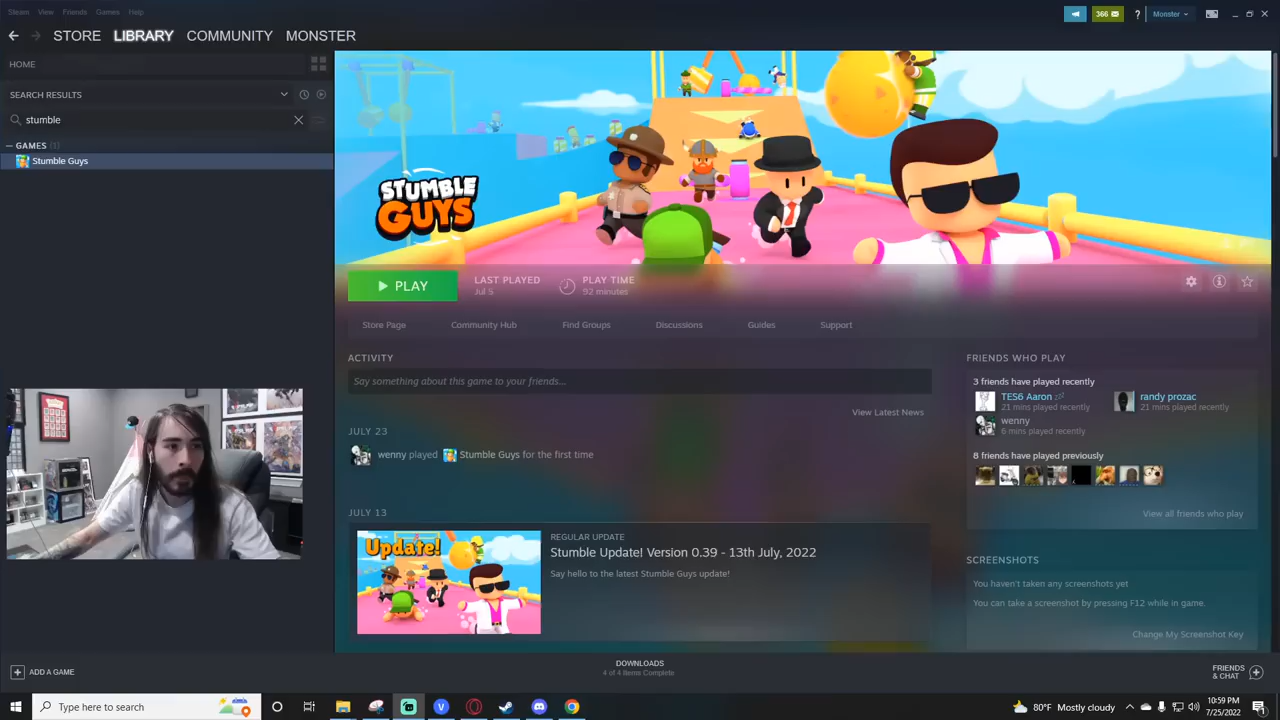 Steam View Friends Games Help
366 ? Monster
STORE LIBRARY COMMUNITY MONSTER
HOME
SEARCH RESULTS
stumble
GAMES (1)
Stumble Guys
STUMBLE
GUYS
PLAY
LAST PLAYED
Jul 5
PLAY TIME
92 minutes
Store Page Community Hub Find Groups Discussions Guides Support
ACTIVITY
Say something about this game to your friends...
View Latest News
JULY 23
wenny played Stumble Guys for the first time
JULY 13
Update!
REGULAR UPDATE
Stumble Update! Version 0.39 - 13th July, 2022
Say hello to the latest Stumble Guys update!
FRIENDS WHO PLAY
3 friends have played recently
TES6 Aaron zz
21 mins played recently
randy prozac
21 mins played recently
wenny
6 mins played recently
8 friends have played previously
View all friends who play
SCREENSHOTS
You haven't taken any screenshots yet
You can take a screenshot by pressing F12 while in game.
Change My Screenshot Key
ADD A GAME
DOWNLOADS
4 of 4 Items Complete
FRIENDS
& CHAT
Type here to search
V
80°F Mostly cloudy
10:59 PM
7/25/2022
1